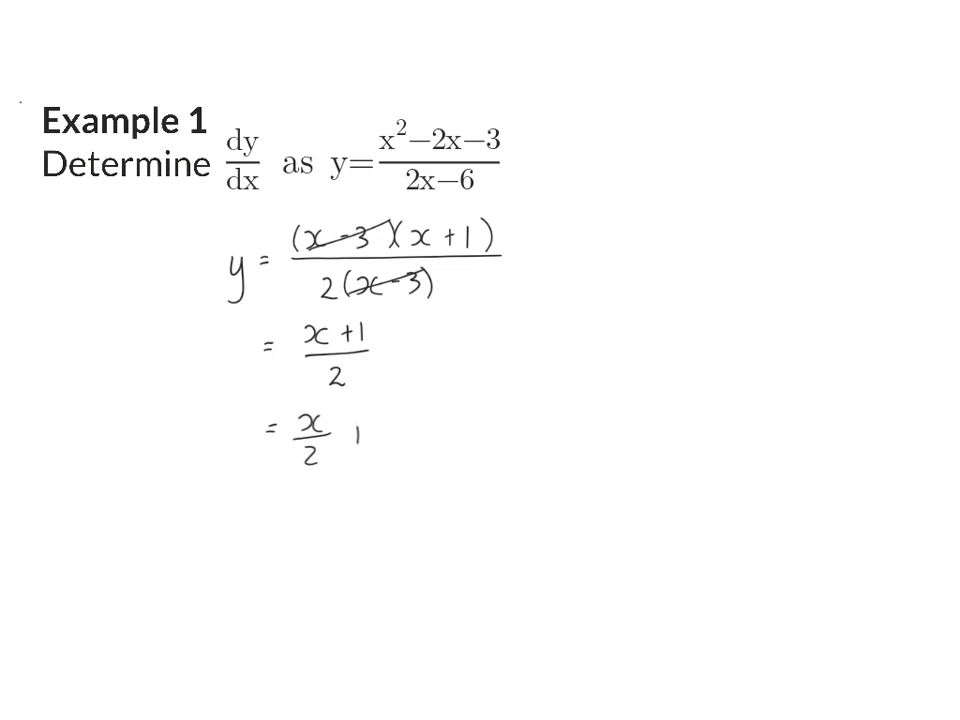 Example 1
Determine dy/dx as y=(x²−2x−3)/(2x−6)
y = (x-3)(x+1)/2(x-3)
= x+1/2
= x/2 1